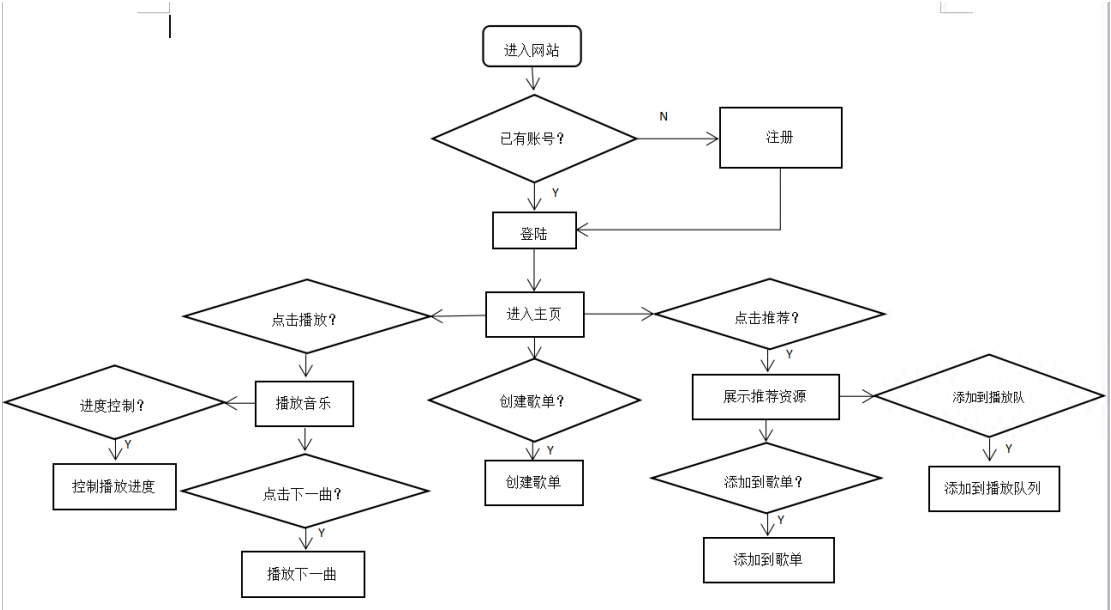 进入网站
已有账号?
N
注册
Y
登陆
点击播放?
进入主页
点击推荐?
Y
进度控制?
播放音乐
创建歌单?
展示推荐资源
添加到播放队
Y
Y
Y
控制播放进度
点击下一曲?
创建歌单
添加到歌单?
添加到播放队列
Y
Y
播放下一曲
添加到歌单